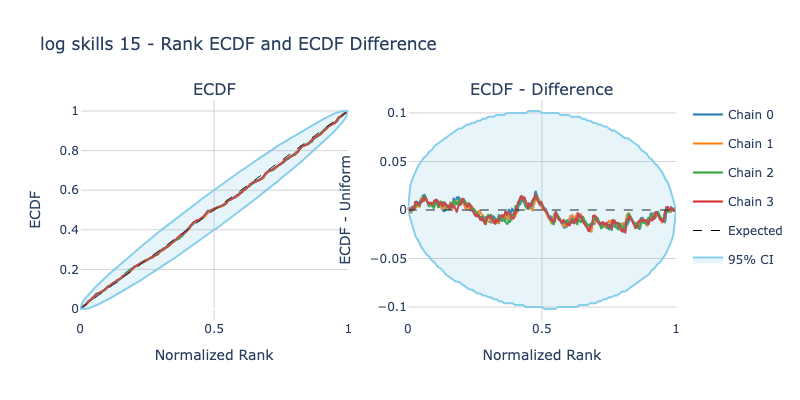 log skills 15 - Rank ECDF and ECDF Difference
ECDF
ECDF - Difference
ECDF
1
0.8
0.6
0.4
0.2
0
0
0.5
1
Normalized Rank
ECDF - Uniform
0.1
0.05
0
−0.05
−0.1
0
0.5
1
Normalized Rank
Chain 0
Chain 1
Chain 2
Chain 3
Expected
95% CI